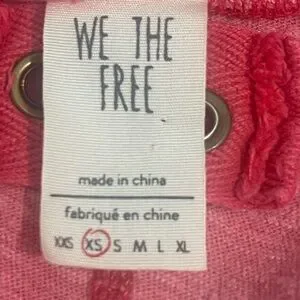 WE THE
FREE
made in china
fabriqué en chine
XXS XS S M L XL